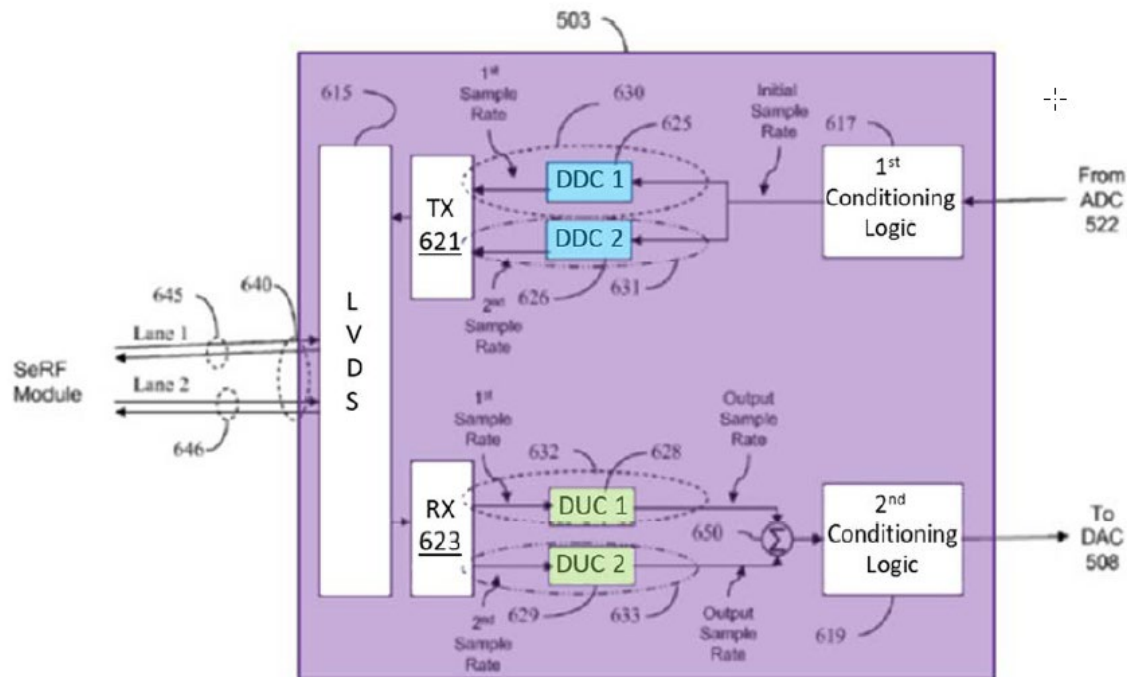 503
615
1st
Sample
Rate
630
625
Initial
Sample
Rate
617
DDC 1
TX
621
1st
Conditioning
Logic
From
ADC
522
DDC 2
626
631
2nd
Sample
Rate
645
640
L
V
D
S
Lane 1
SeRF
Module
Lane 2
646
1st
Sample
Rate
632
628
Output
Sample
Rate
RX
623
DUC 1
650
Σ
2nd
Conditioning
Logic
To
DAC
508
DUC 2
2nd
Sample
Rate
629
633
Output
Sample
Rate
619